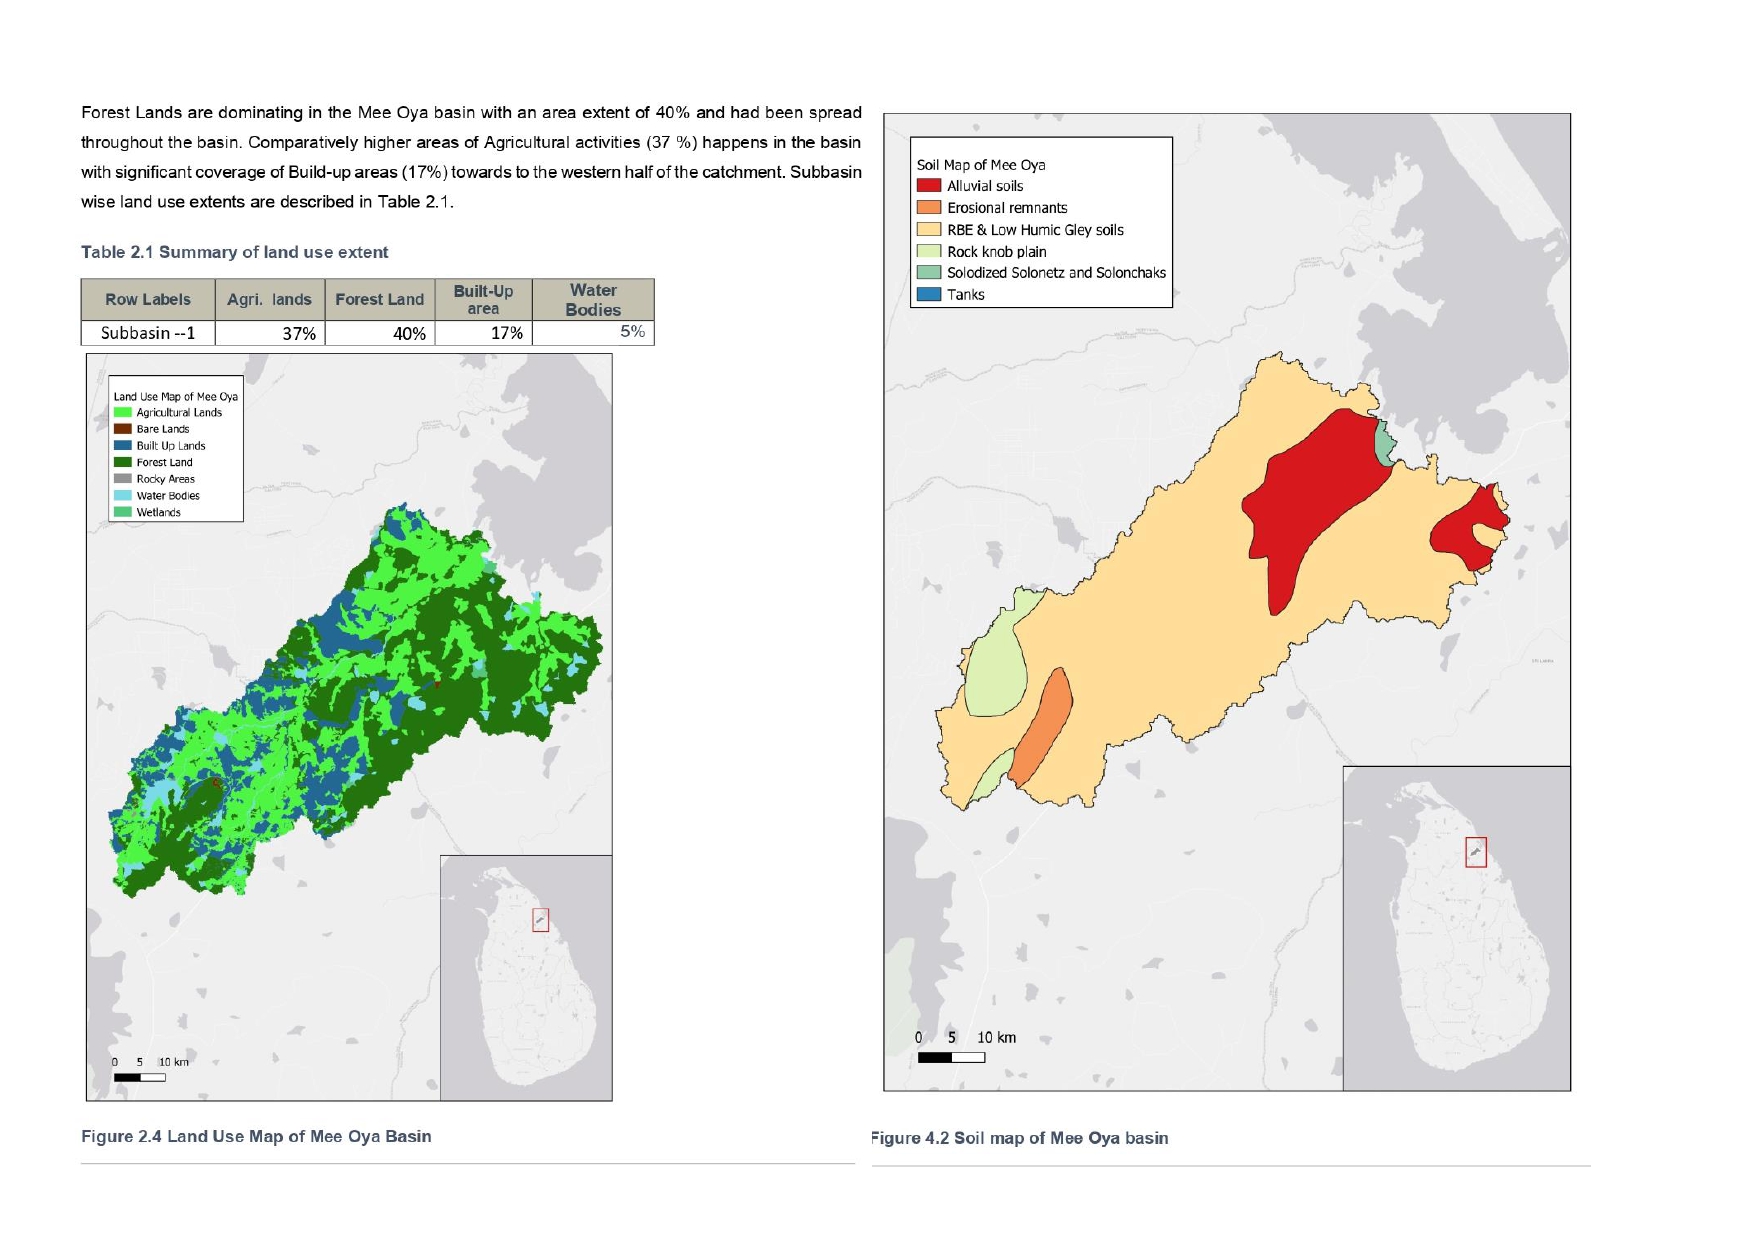 Forest Lands are dominating in the Mee Oya basin with an area extent of 40% and had been spread
throughout the basin. Comparatively higher areas of Agricultural activities (37 %) happens in the basin
with significant coverage of Build-up areas (17%) towards to the western half of the catchment. Subbasin
wise land use extents are described in Table 2.1.
Table 2.1 Summary of land use extent
Row Labels Agri. lands Forest Land Built-Up area Water Bodies
Subbasin --1 37% 40% 17% 5%
Land Use Map of Mee Oya
Agricultural Lands
Bare Lands
Built Up Lands
Forest Land
Rocky Areas
Water Bodies
Wetlands
0 5 10 km
Figure 2.4 Land Use Map of Mee Oya Basin
Soil Map of Mee Oya
Alluvial soils
Erosional remnants
RBE & Low Humic Gley soils
Rock knob plain
Solodized Solonetz and Solonchaks
Tanks
0 5 10 km
Figure 4.2 Soil map of Mee Oya basin